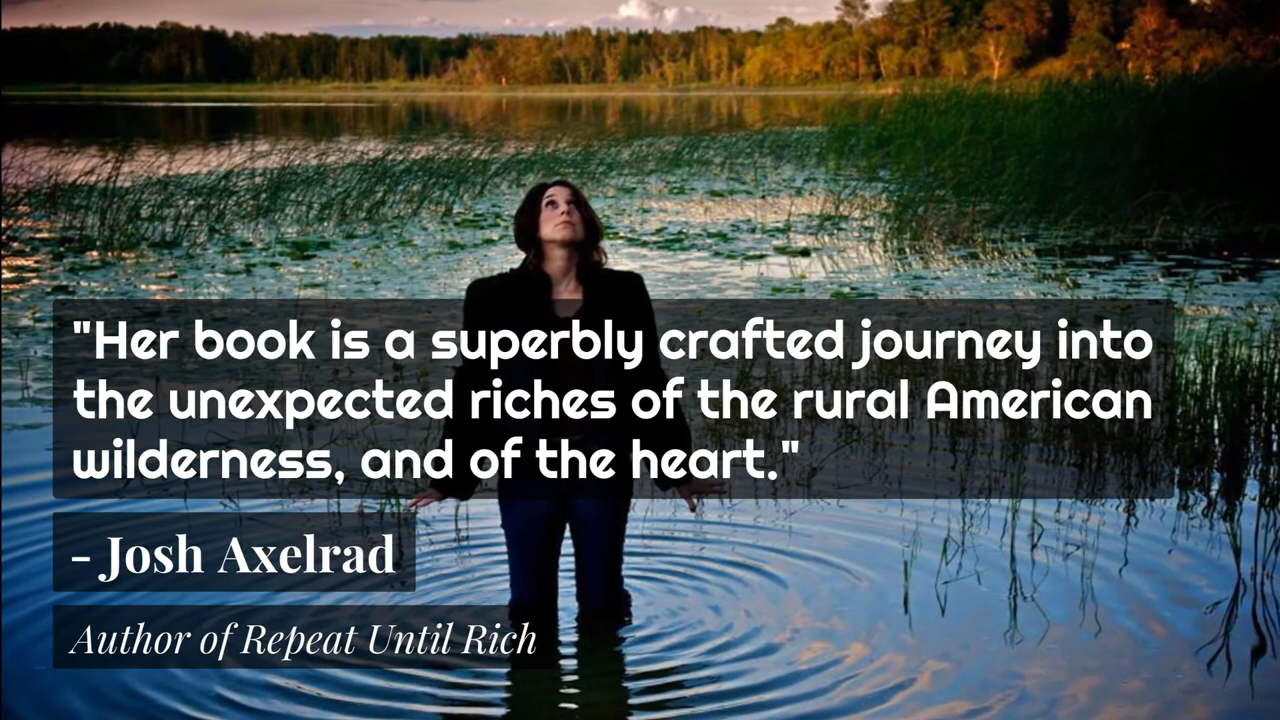 "Her book is a superbly crafted journey into
the unexpected riches of the rural American
wilderness, and of the heart."
- Josh Axelrad
Author of Repeat Until Rich